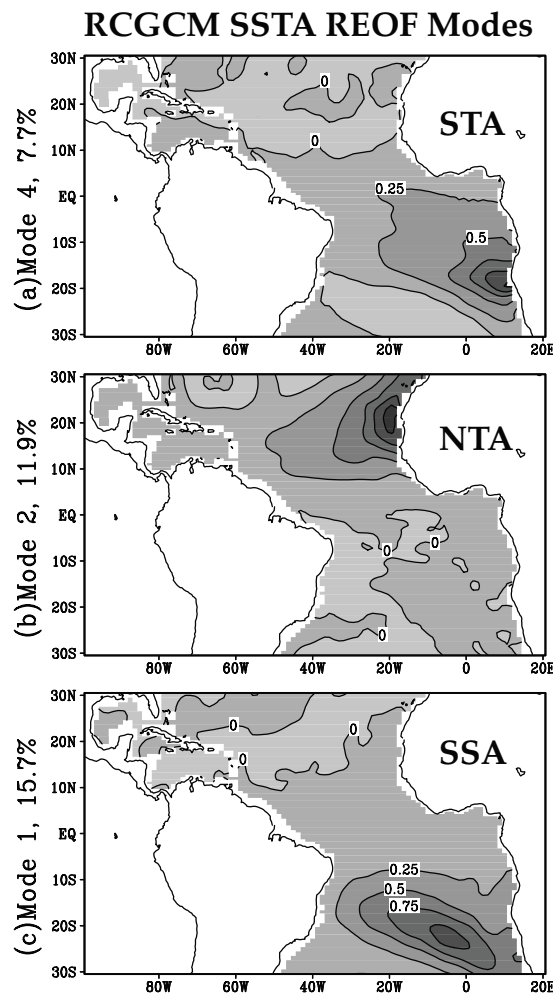 RCGCM SSTA REOF Modes
(a)Mode 4, 7.7%
30N
20N
10N
EQ
10S
20S
30S
STA
0
0
0.25
0.5
80W 60W 40W 20W 0 20E
(b)Mode 2, 11.9%
30N
20N
10N
EQ
10S
20S
30S
NTA
0
0
0
80W 60W 40W 20W 0 20E
(c)Mode 1, 15.7%
30N
20N
10N
EQ
10S
20S
30S
SSA
0
0
0
0.25
0.5
0.75
80W 60W 40W 20W 0 20E